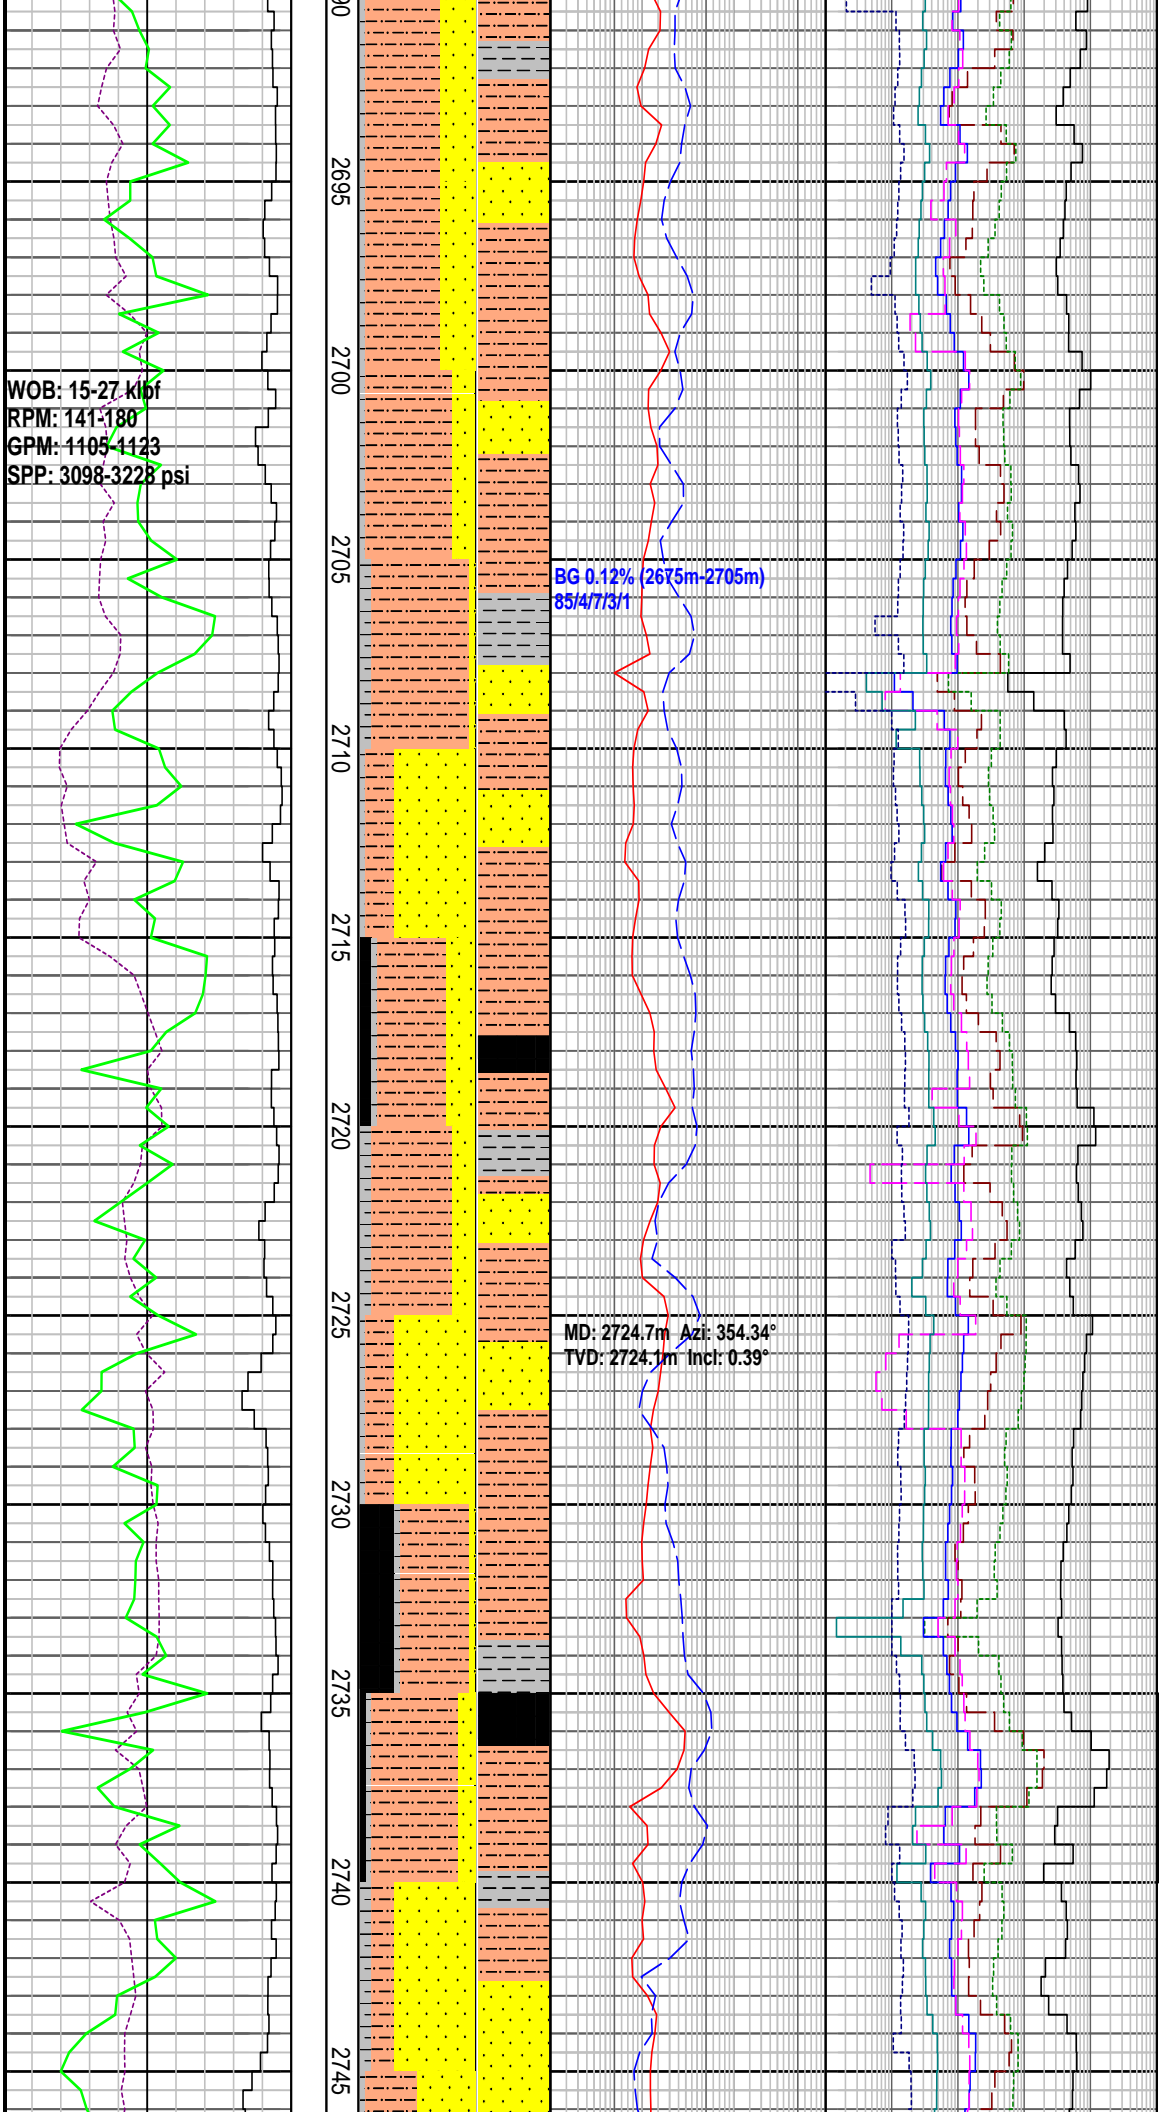 90
2695
2700
WOB: 15-27 klbf
RPM: 141-180
GPM: 1105-1123
SPP: 3098-3228 psi
2705
BG 0.12% (2675m-2705m)
85/4/7/3/1
2710
2715
2720
2725
MD: 2724.7m Azi: 354.34°
TVD: 2724.1m Incl: 0.39°
2730
2735
2740
2745